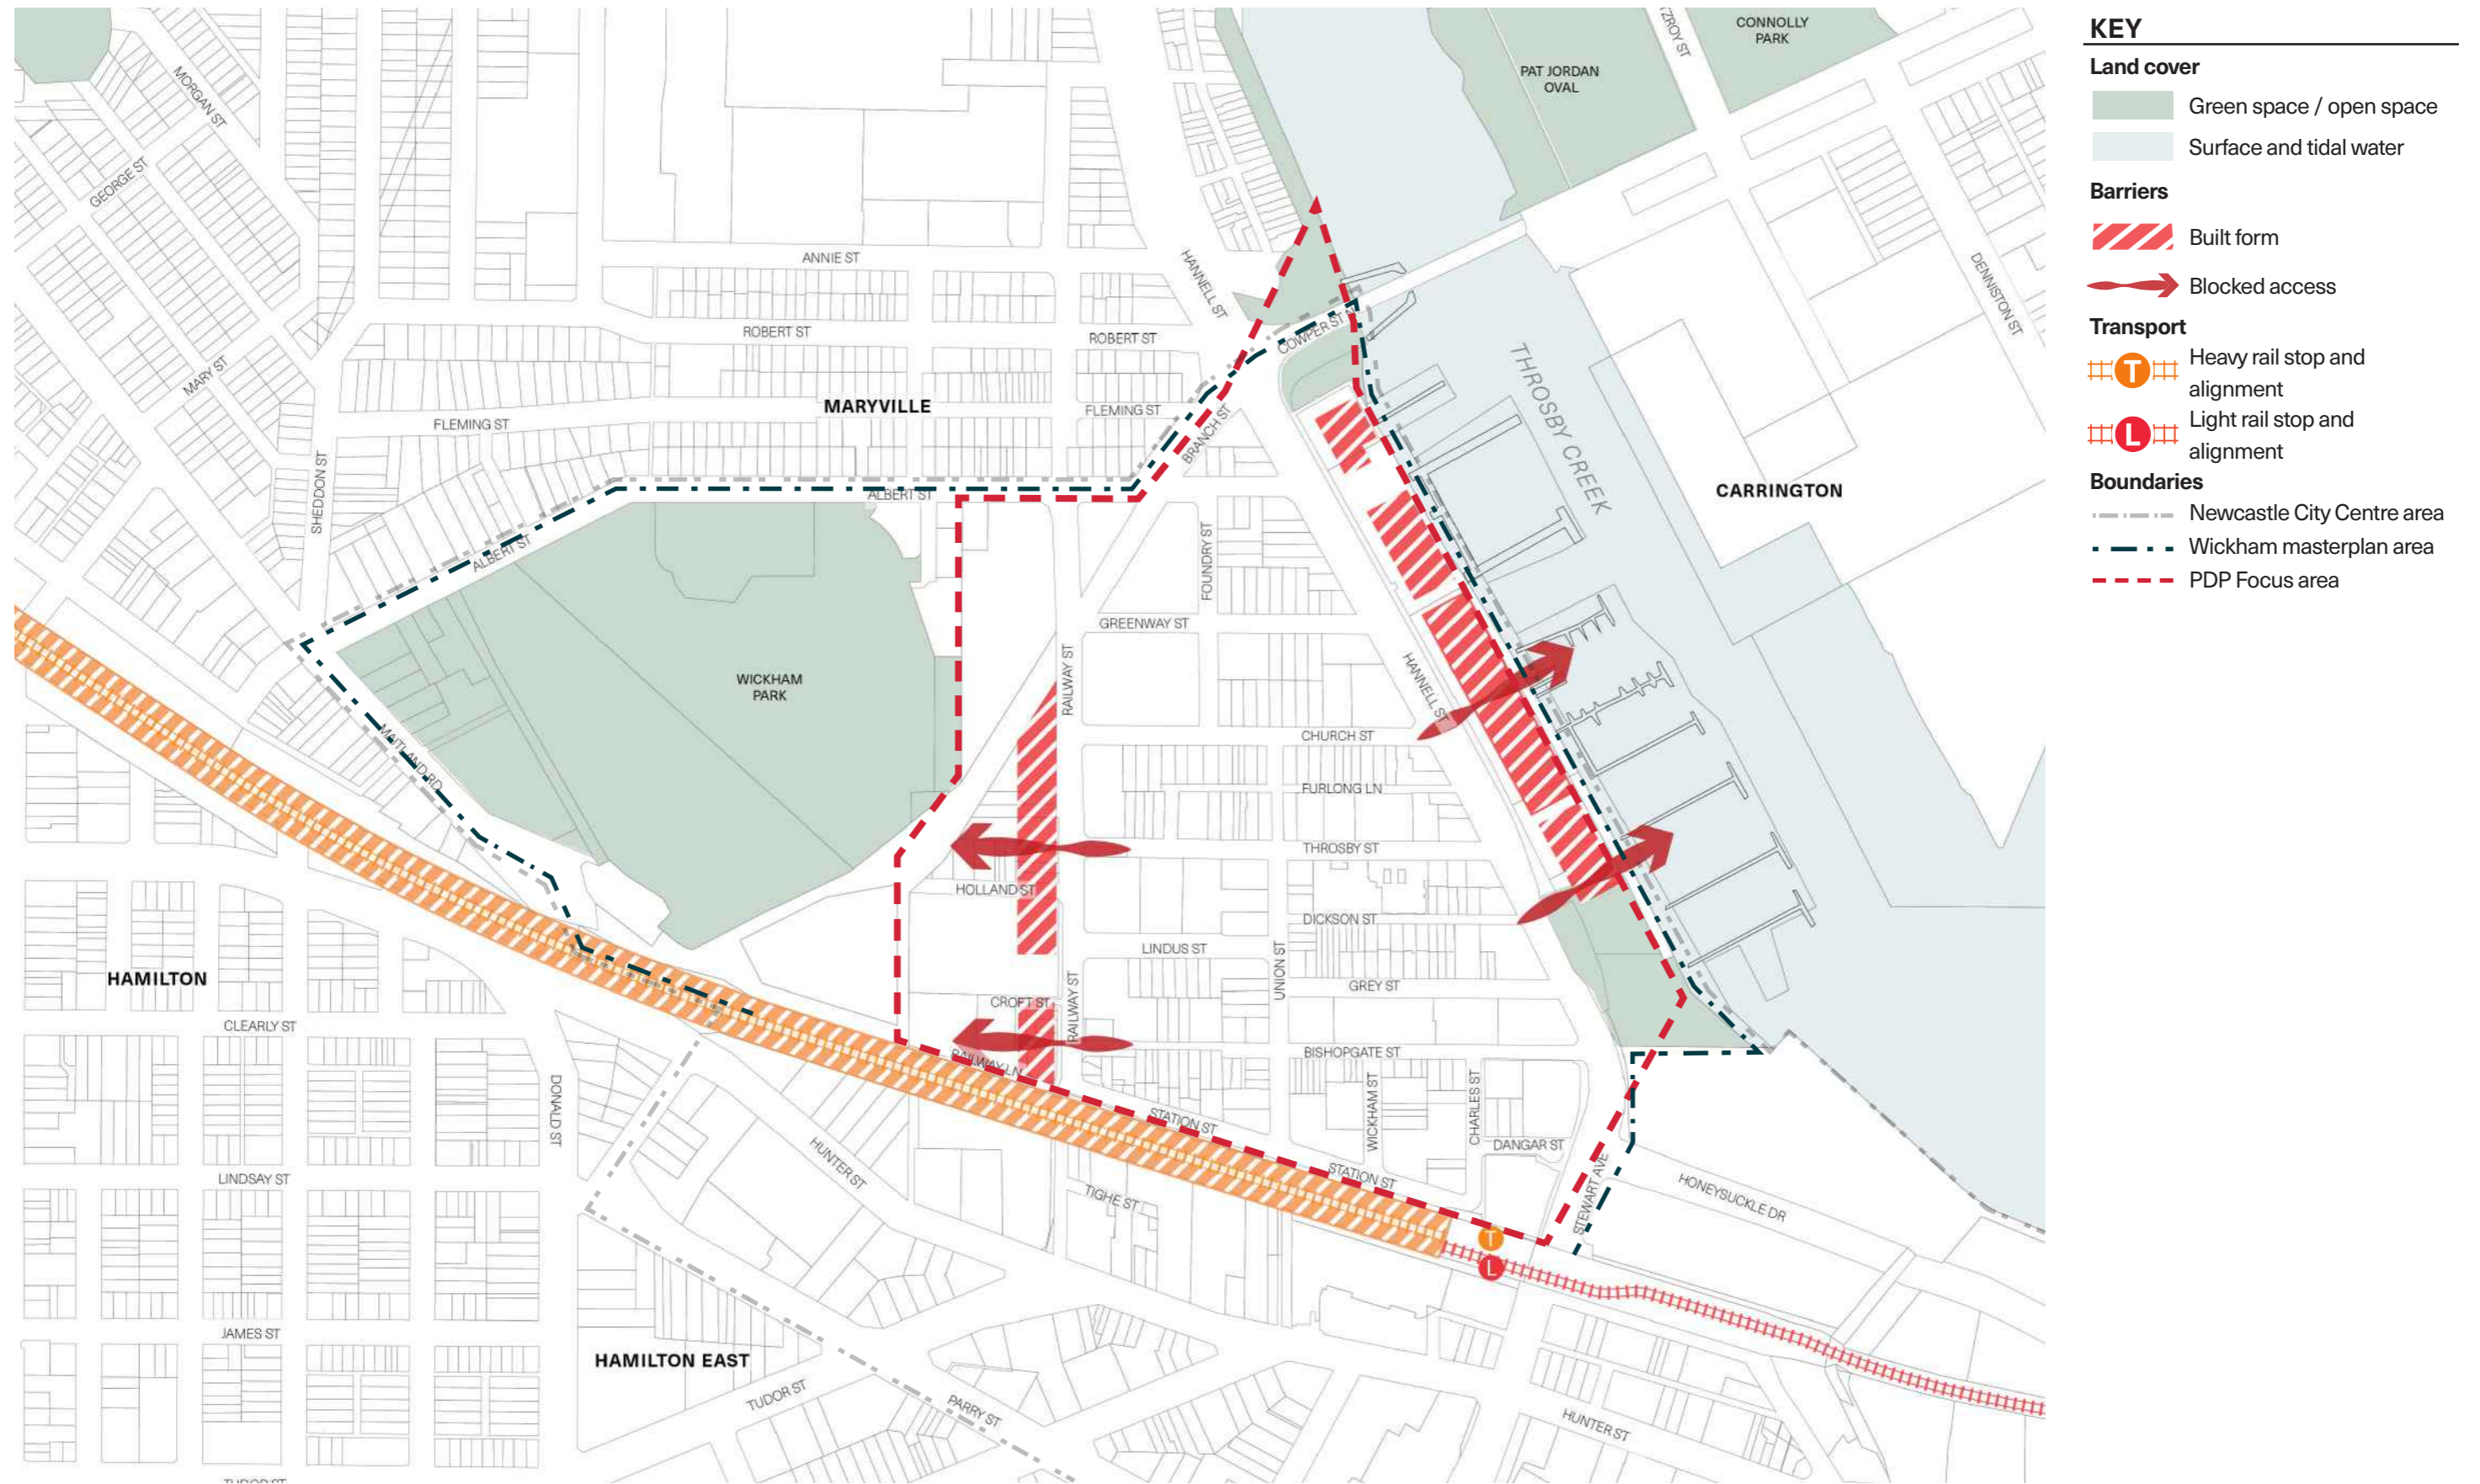 KEY
Land cover
Green space / open space
Surface and tidal water
Barriers
Built form
Blocked access
Transport
T
Heavy rail stop and
alignment
L
Light rail stop and
alignment
Boundaries
Newcastle City Centre area
Wickham masterplan area
PDP Focus area
CONNOLLY
PARK
PAT JORDAN
OVAL
MORGAN ST
GEORGE ST
ANNIE ST
HANNELL ST
DENNISTON ST
ROBERT ST
ROBERT ST
COWPER ST N
MARY ST
MARYVILLE
FLEMING ST
FLEMING ST
BRANCH ST
THROSBY CREEK
SHEDDON ST
ALBERT ST
CARRINGTON
ALBERT ST
FOUNDRY ST
GREENWAY ST
WICKHAM
PARK
RAILWAY ST
HANNELL ST
CHURCH ST
MAITLAND RD
FURLONG LN
THROSBY ST
HOLLAND ST
DICKSON ST
LINDUS ST
UNION ST
HAMILTON
GREY ST
CROFT ST
RAILWAY ST
CLEARLY ST
BISHOPGATE ST
RAILWAY LN
DONALD ST
WICKHAM ST
CHARLES ST
STATION ST
DANGAR ST
HUNTER ST
LINDSAY ST
STATION ST
STEWART AVE
HONEYSUCKLE DR
TIGHE ST
T
L
JAMES ST
HAMILTON EAST
TUDOR ST
PARRY ST
HUNTER ST